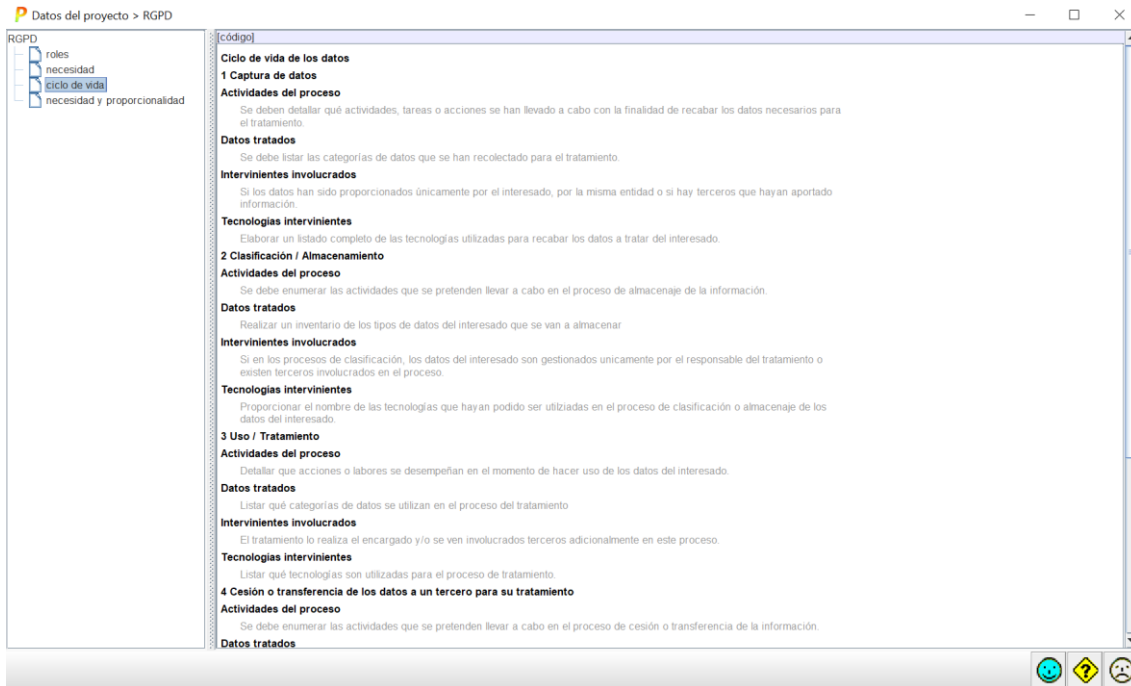 Datos del proyecto > RGPD
RGPD
roles
necesidad
ciclo de vida
necesidad y proporcionalidad
[código]
Ciclo de vida de los datos
1 Captura de datos
Actividades del proceso
Se deben detallar qué actividades, tareas o acciones se han llevado a cabo con la finalidad de recabar los datos necesarios para
el tratamiento.
Datos tratados
Se debe listar las categorías de datos que se han recolectado para el tratamiento.
Intervinientes involucrados
Si los datos han sido proporcionados únicamente por el interesado, por la misma entidad o si hay terceros que hayan aportado
información.
Tecnologías intervinientes
Elaborar un listado completo de las tecnologías utilizadas para recabar los datos a tratar del interesado.
2 Clasificación / Almacenamiento
Actividades del proceso
Se debe enumerar las actividades que se pretenden llevar a cabo en el proceso de almacenaje de la información.
Datos tratados
Realizar un inventario de los tipos de datos del interesado que se van a almacenar
Intervinientes involucrados
Si en los procesos de clasificación, los datos del interesado son gestionados unicamente por el responsable del tratamiento o
existen terceros involucrados en el proceso.
Tecnologías intervinientes
Proporcionar el nombre de las tecnologías que hayan podido ser utilziadas en el proceso de clasificación o almacenaje de los
datos del interesado.
3 Uso / Tratamiento
Actividades del proceso
Detallar que acciones o labores se desempeñan en el momento de hacer uso de los datos del interesado.
Datos tratados
Listar qué categorías de datos se utilizan en el proceso del tratamiento
Intervinientes involucrados
El tratamiento lo realiza el encargado y/o se ven involucrados terceros adicionalmente en este proceso.
Tecnologías intervinientes
Listar qué tecnologías son utilizadas para el proceso de tratamiento.
4 Cesión o transferencia de los datos a un tercero para su tratamiento
Actividades del proceso
Se debe enumerar las actividades que se pretenden llevar a cabo en el proceso de cesión o transferencia de la información.
Datos tratados